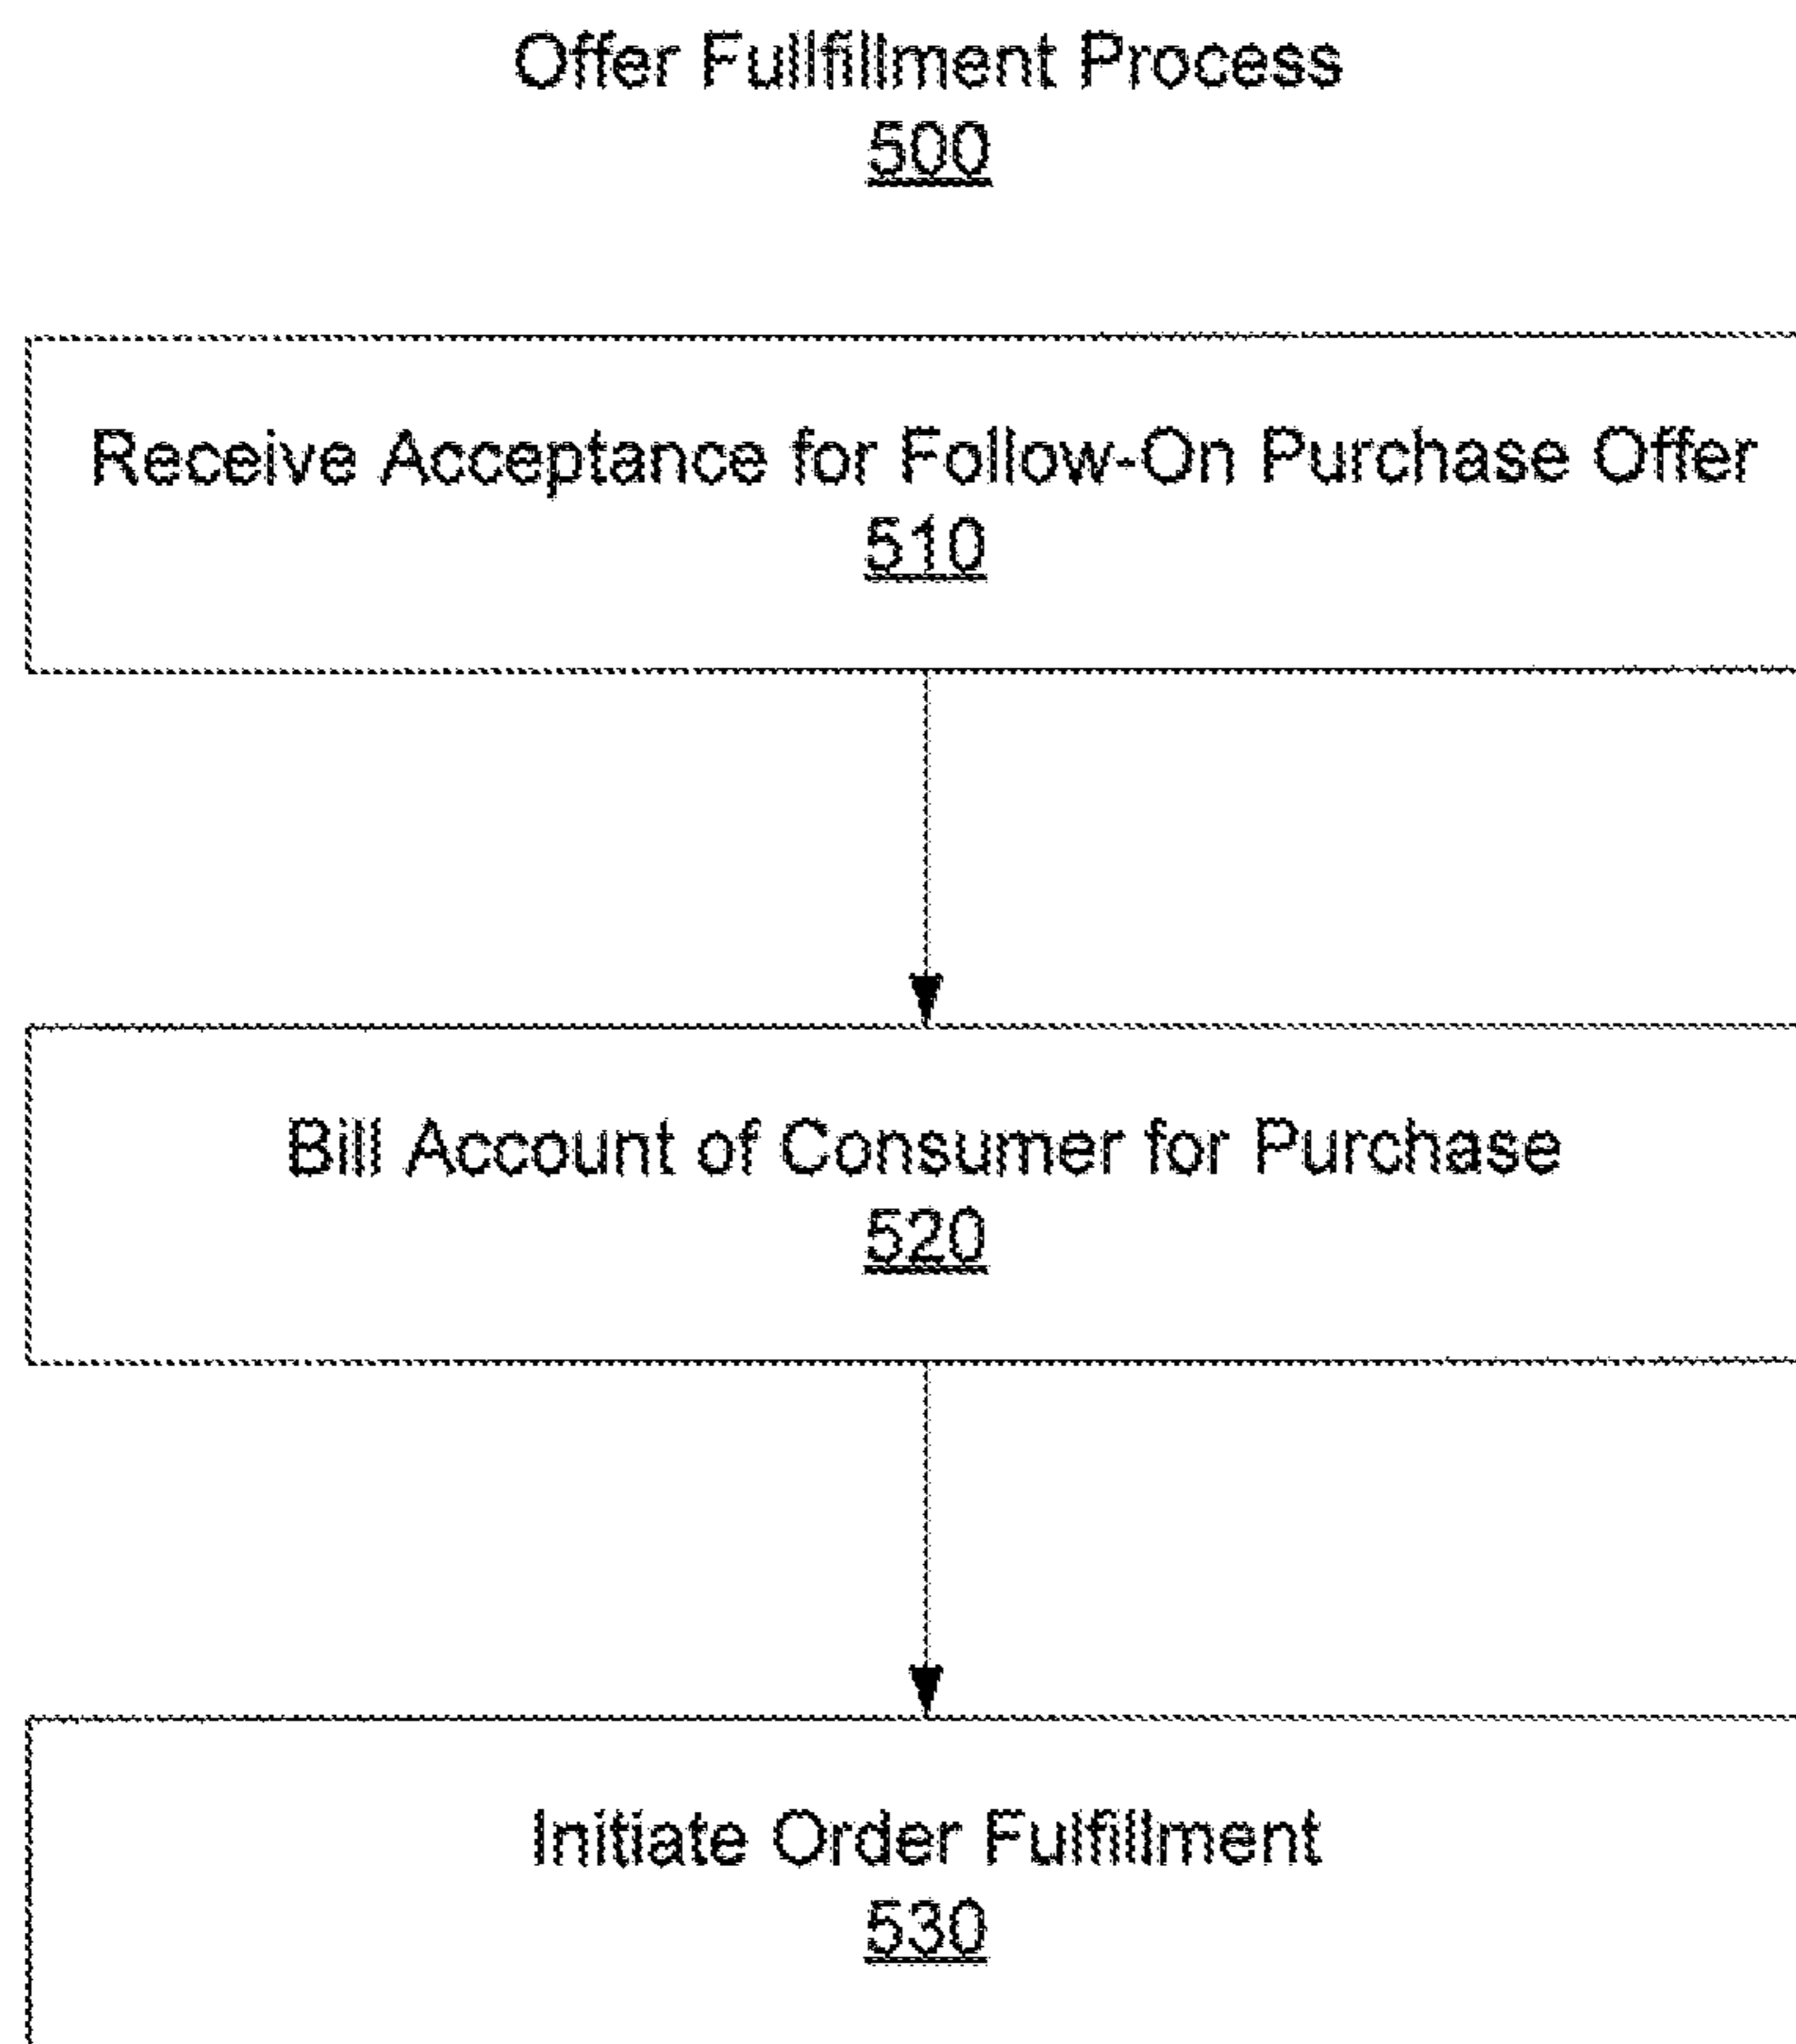 Offer Fullfillment Process
500
Receive Acceptance for Follow-On Purchase Offer
510
Bill Account of Consumer for Purchase
520
Initiate Order Fulfillment
530